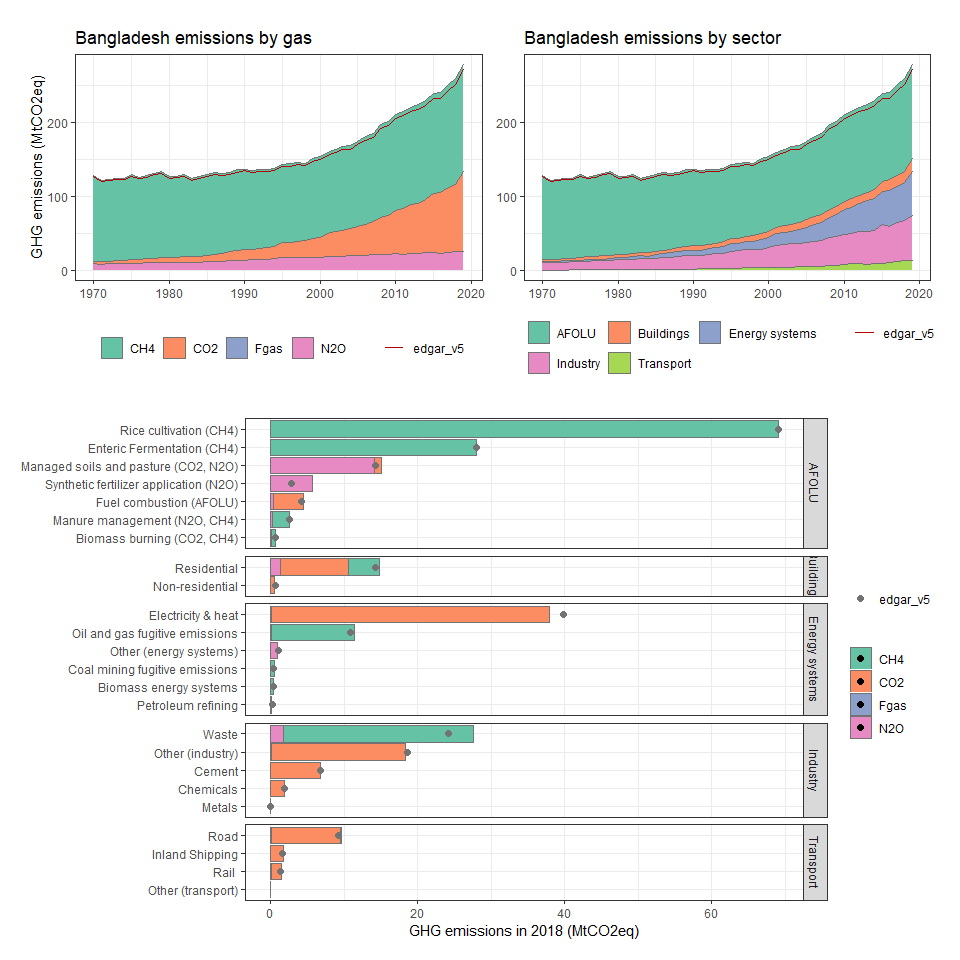 Bangladesh emissions by gas
GHG emissions (MtCO2eq)
200
100
0
1970
1980
1990
2000
2010
2020
CH4
CO2
Fgas
N2O
edgar_v5
Bangladesh emissions by sector
200
100
0
1970
1980
1990
2000
2010
2020
AFOLU
Buildings
Energy systems
edgar_v5
Industry
Transport
Rice cultivation (CH4)
Enteric Fermentation (CH4)
Managed soils and pasture (CO2, N2O)
Synthetic fertilizer application (N2O)
Fuel combustion (AFOLU)
Manure management (N2O, CH4)
Biomass burning (CO2, CH4)
AFOLU
Residential
Non-residential
Electricity & heat
Oil and gas fugitive emissions
Other (energy systems)
Coal mining fugitive emissions
Biomass energy systems
Petroleum refining
Energy systems
Waste
Other (industry)
Cement
Chemicals
Metals
Industry
Road
Inland Shipping
Rail
Other (transport)
Transport
0
20
40
60
GHG emissions in 2018 (MtCO2eq)
edgar_v5
CH4
CO2
Fgas
N2O